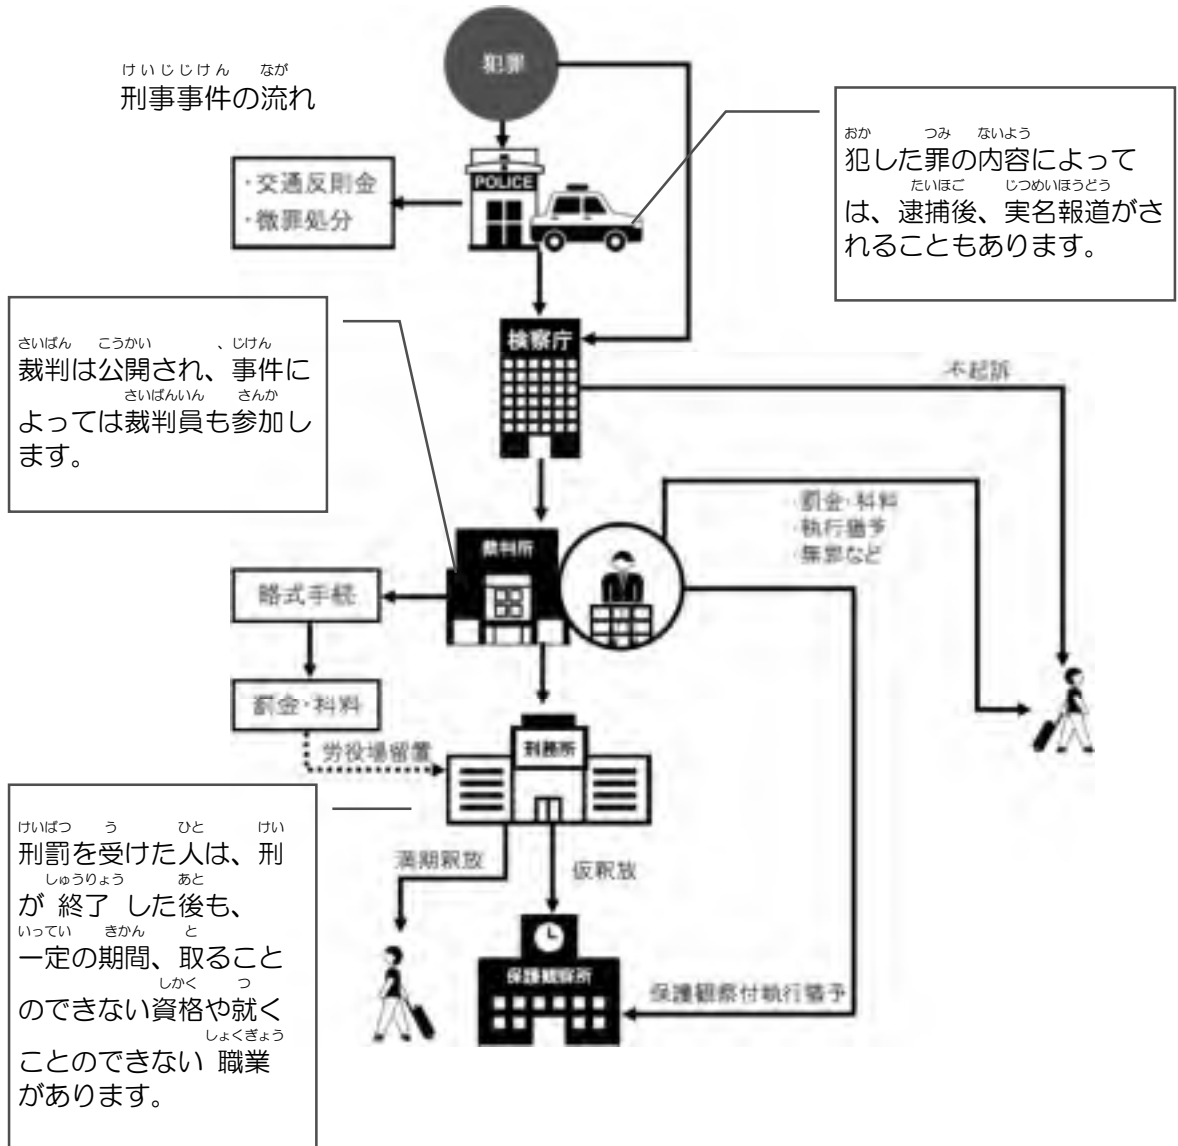 けいじじけん なが
刑事事件の流れ
犯罪
・交通反則金
・微罪処分
POLICE
おか つみ ないよう
犯した罪の内容によって
たいほご じつめいほうどう
は、逮捕後、実名報道がさ
れることもあります。
さいばん こうかい 、じけん
裁判は公開され、事件に
さいばんいん さんか
よっては裁判員も参加し
ます。
検察庁
不起訴
・罰金・科料
・執行猶予
・無罪など
裁判所
略式手続
罰金・科料
労役場留置
刑務所
けいばつ う ひと けい
刑罰を受けた人は、刑
しゅうりょう あと
が 終了 した後も、
いってい きかん と
一定の期間、取ること
しかく つ
のできない資格や就く
しょくぎょう
ことのできない 職業
があります。
満期釈放
仮釈放
保護観察所
保護観察付執行猶予